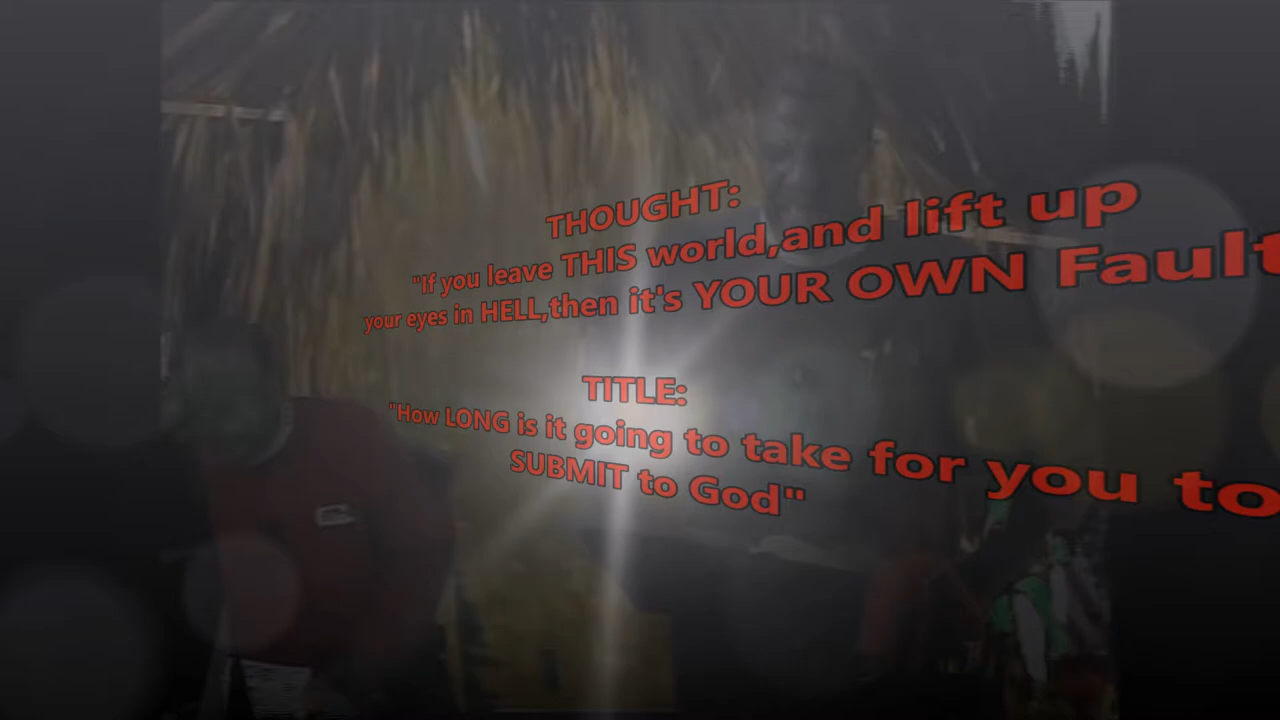 THOUGHT:
"If you leave THIS world,and lift up
your eyes in HELL,then it's YOUR OWN Fault
TITLE:
"How LONG is it going to take for you to
SUBMIT to God"